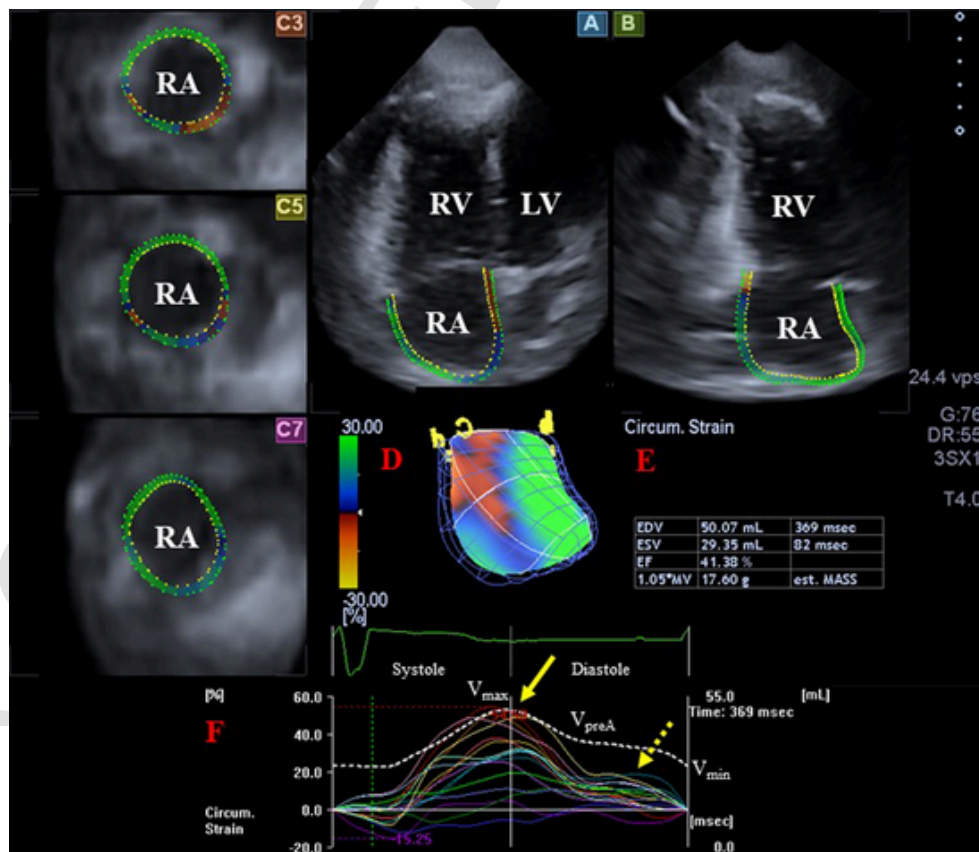 C3
RA
C5
RA
C7
RA
A
RV
LV
RA
B
RV
RA
24.4 vps
G:76
DR:55
3SX1
T4.0
30.00
-30.00
[%]
D
Circum. Strain
E
EDV 50.07 mL 369 msec
ESV 29.35 mL 82 msec
EF 41.38 %
1.05*MV 17.60 g est. MASS
Systole
Diastole
[%]
F
60.0
40.0
20.0
0.0
-20.0
Circum.
Strain
Vmax
VpreA
Vmin
-15.25
55.0 [mL]
Time: 369 msec
[msec]
0.0